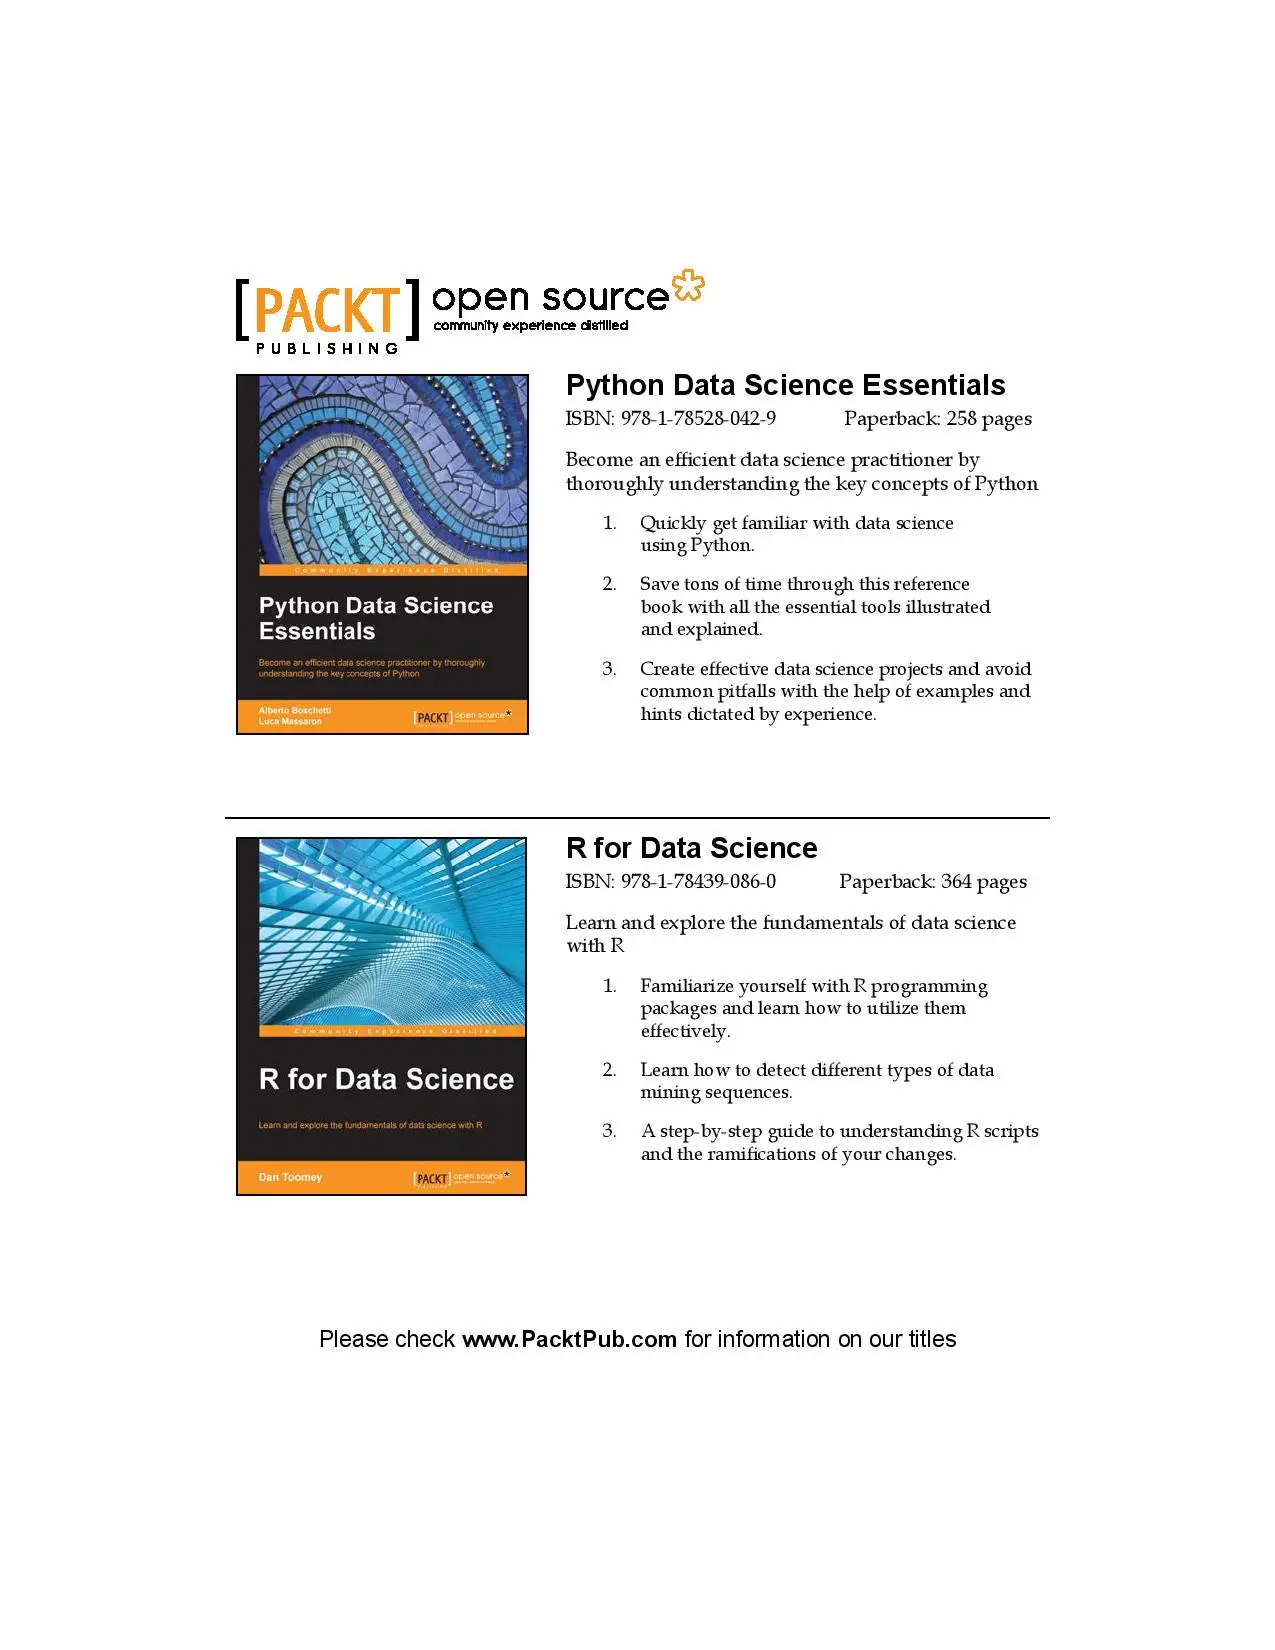 [PACKT] open source*
community experience distilled
PUBLISHING
Python Data Science Essentials
ISBN: 978-1-78528-042-9 Paperback: 258 pages
Become an efficient data science practitioner by
thoroughly understanding the key concepts of Python
1. Quickly get familiar with data science
using Python.
2. Save tons of time through this reference
book with all the essential tools illustrated
and explained.
3. Create effective data science projects and avoid
common pitfalls with the help of examples and
hints dictated by experience.
Community Experience Distilled
Python Data Science
Essentials
Become an efficient data science practitioner by thoroughly
understanding the key concepts of Python
Alberto Boschetti
Luca Massaron
[PACKT] open source*
R for Data Science
ISBN: 978-1-78439-086-0 Paperback: 364 pages
Learn and explore the fundamentals of data science
with R
1. Familiarize yourself with R programming
packages and learn how to utilize them
effectively.
2. Learn how to detect different types of data
mining sequences.
3. A step-by-step guide to understanding R scripts
and the ramifications of your changes.
Community Experience Distilled
R for Data Science
Learn and explore the fundamentals of data science with R
Dan Toomey
[PACKT] open source*
Please check www.PacktPub.com for information on our titles